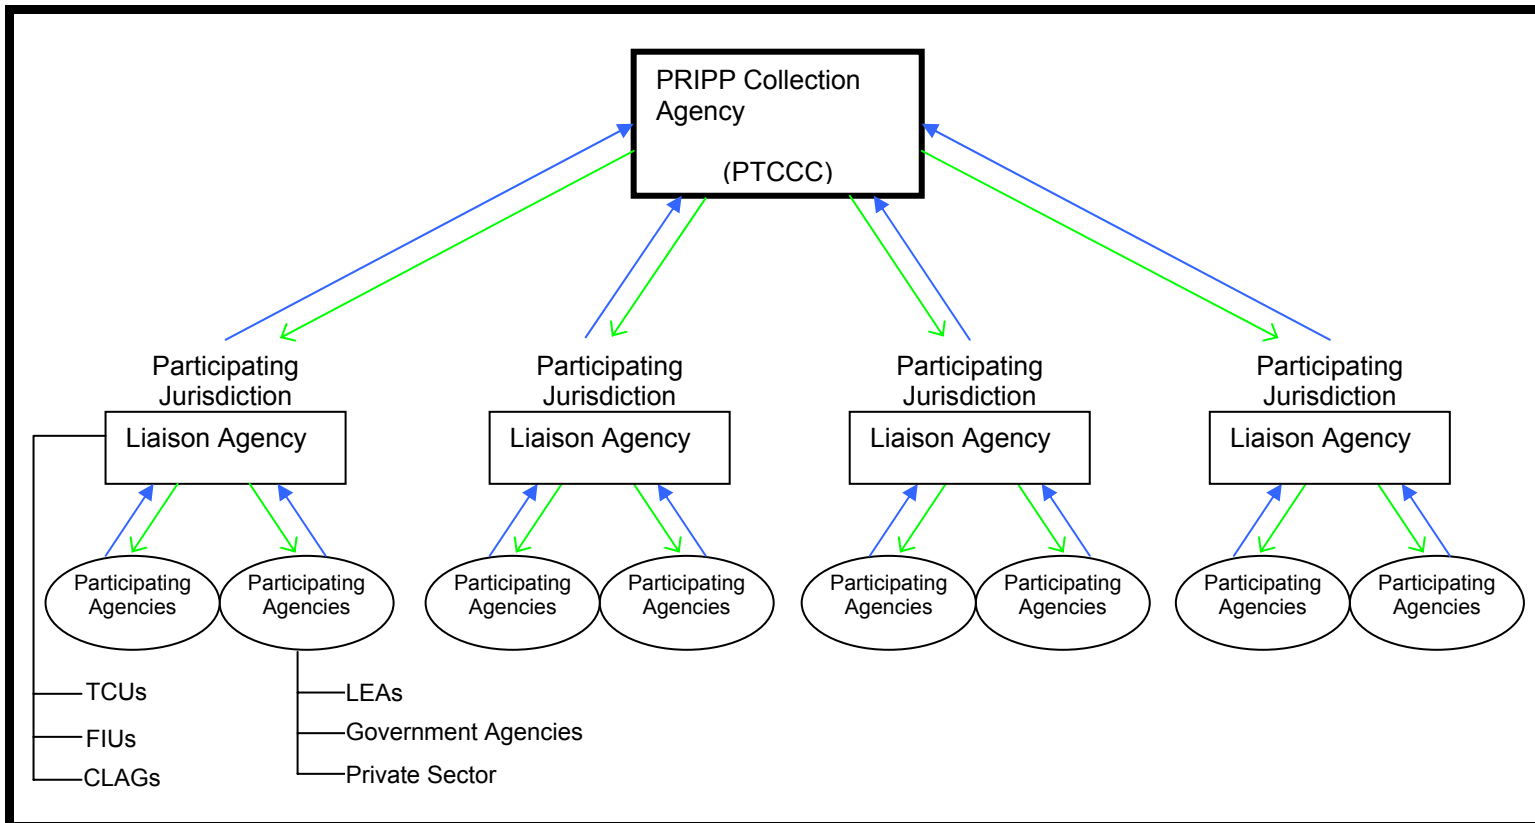 PRIPP Collection
Agency
(PTCCC)
Participating
Jurisdiction
Liaison Agency
Participating
Jurisdiction
Liaison Agency
Participating
Jurisdiction
Liaison Agency
Participating
Jurisdiction
Liaison Agency
Participating
Agencies
Participating
Agencies
Participating
Agencies
Participating
Agencies
Participating
Agencies
Participating
Agencies
Participating
Agencies
Participating
Agencies
TCUs
FIUs
CLAGs
LEAs
Government Agencies
Private Sector